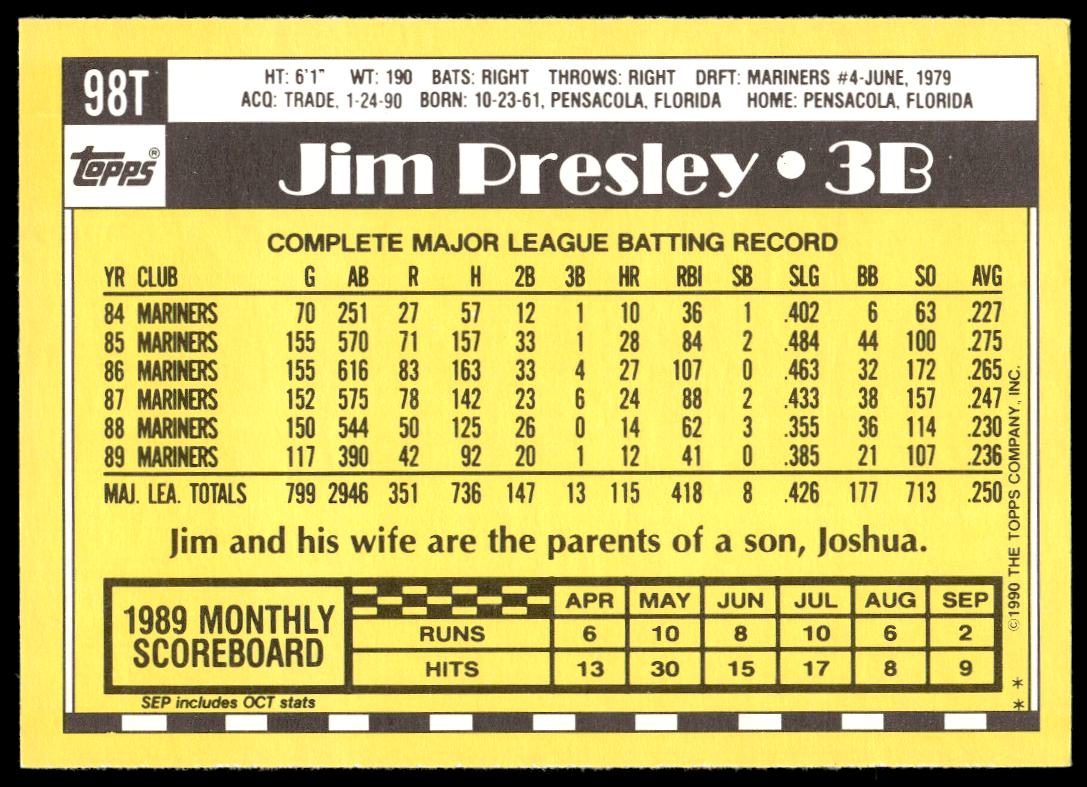 98T
HT: 6'1" WT: 190 BATS: RIGHT THROWS: RIGHT DRFT: MARINERS #4-JUNE, 1979
ACQ: TRADE, 1-24-90 BORN: 10-23-61, PENSACOLA, FLORIDA HOME: PENSACOLA, FLORIDA
topps®
Jim Presley • 3B
COMPLETE MAJOR LEAGUE BATTING RECORD
YR CLUB G AB R H 2B 3B HR RBI SB SLG BB SO AVG
84 MARINERS 70 251 27 57 12 1 10 36 1 .402 6 63 .227
85 MARINERS 155 570 71 157 33 1 28 84 2 .484 44 100 .275
86 MARINERS 155 616 83 163 33 4 27 107 0 .463 32 172 .265
87 MARINERS 152 575 78 142 23 6 24 88 2 .433 38 157 .247
88 MARINERS 150 544 50 125 26 0 14 62 3 .355 36 114 .230
89 MARINERS 117 390 42 92 20 1 12 41 0 .385 21 107 .236
MAJ. LEA. TOTALS 799 2946 351 736 147 13 115 418 8 .426 177 713 .250
Jim and his wife are the parents of a son, Joshua.
1989 MONTHLY
SCOREBOARD
APR MAY JUN JUL AUG SEP
RUNS 6 10 8 10 6 2
HITS 13 30 15 17 8 9
SEP includes OCT stats
©1990 THE TOPPS COMPANY, INC.
* *